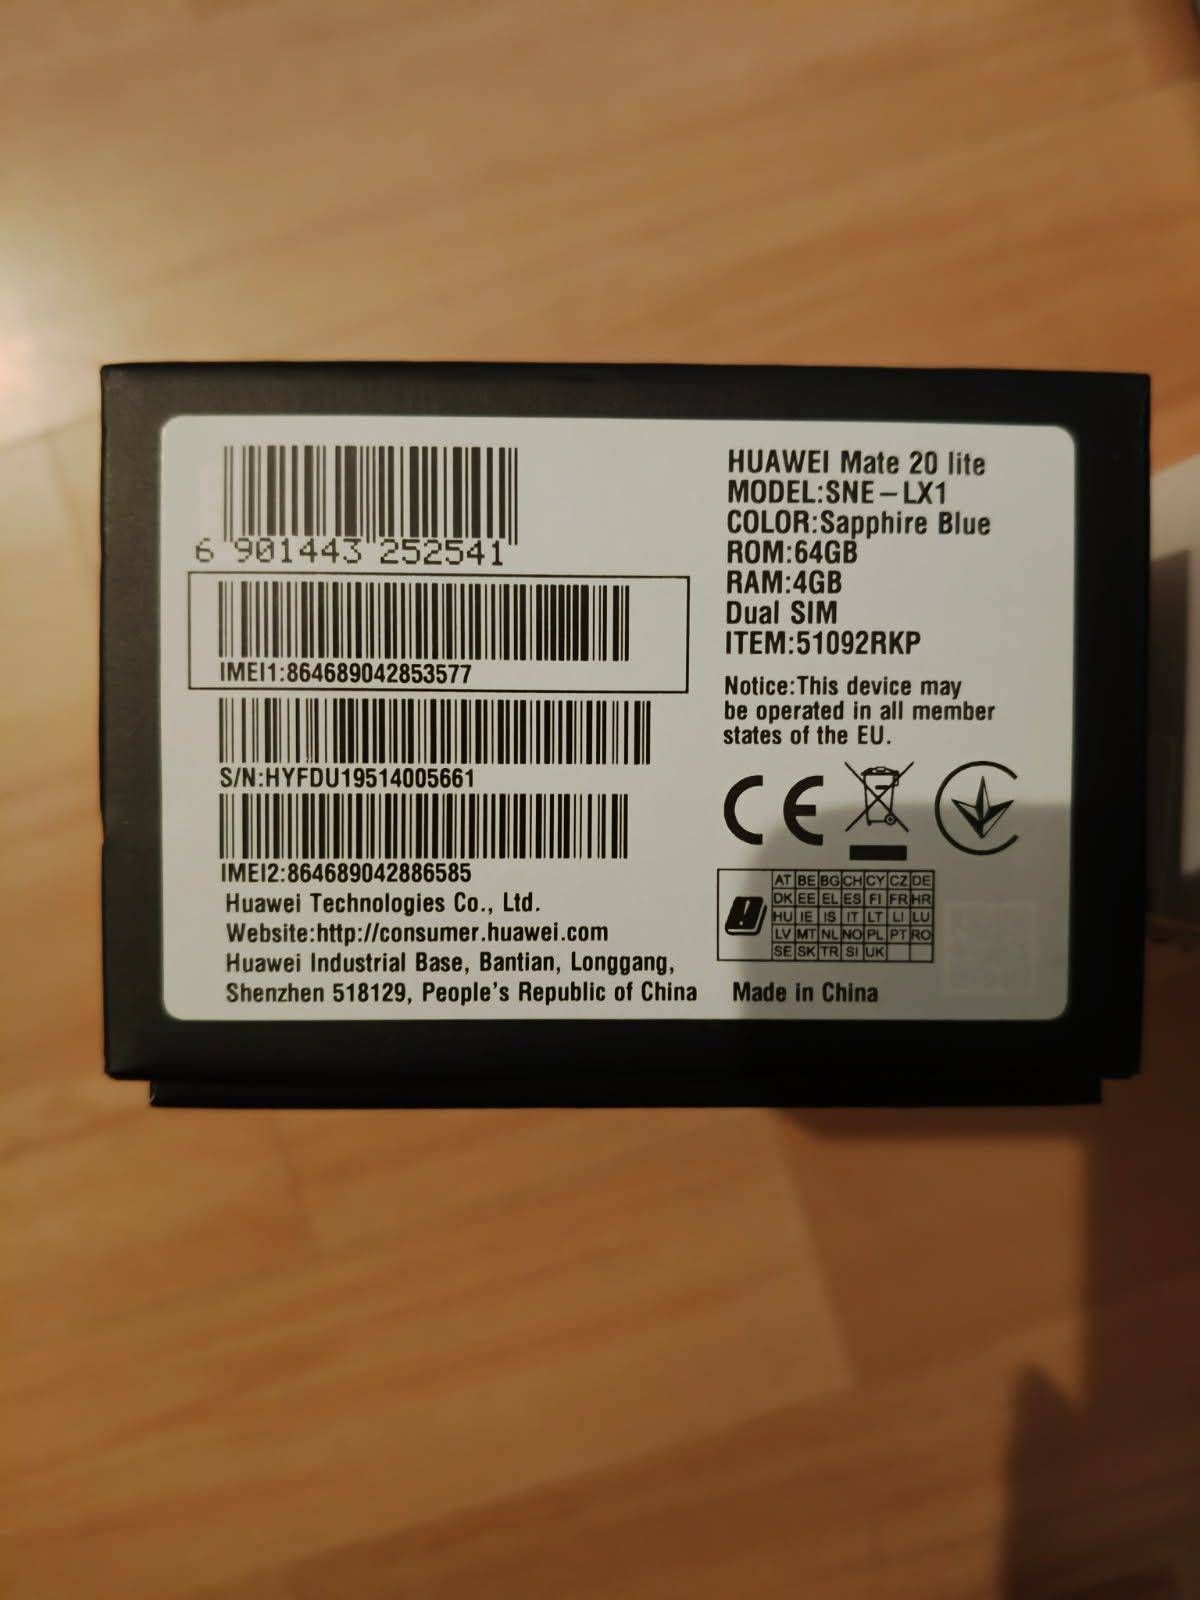 6 901443 252541
IMEI1:864689042853577
S/N:HYFDU19514005661
IMEI2:864689042886585
Huawei Technologies Co., Ltd.
Website:http://consumer.huawei.com
Huawei Industrial Base, Bantian, Longgang,
Shenzhen 518129, People's Republic of China
HUAWEI Mate 20 lite
MODEL:SNE-LX1
COLOR:Sapphire Blue
ROM:64GB
RAM:4GB
Dual SIM
ITEM:51092RKP
Notice:This device may
be operated in all member
states of the EU.
CE
AT BE BG CH CY CZ DE
DK EE EL ES FI FR HR
HU IE IS IT LT LI LU
LV MT NL NO PL PT RO
SE SK TR SI UK
Made in China